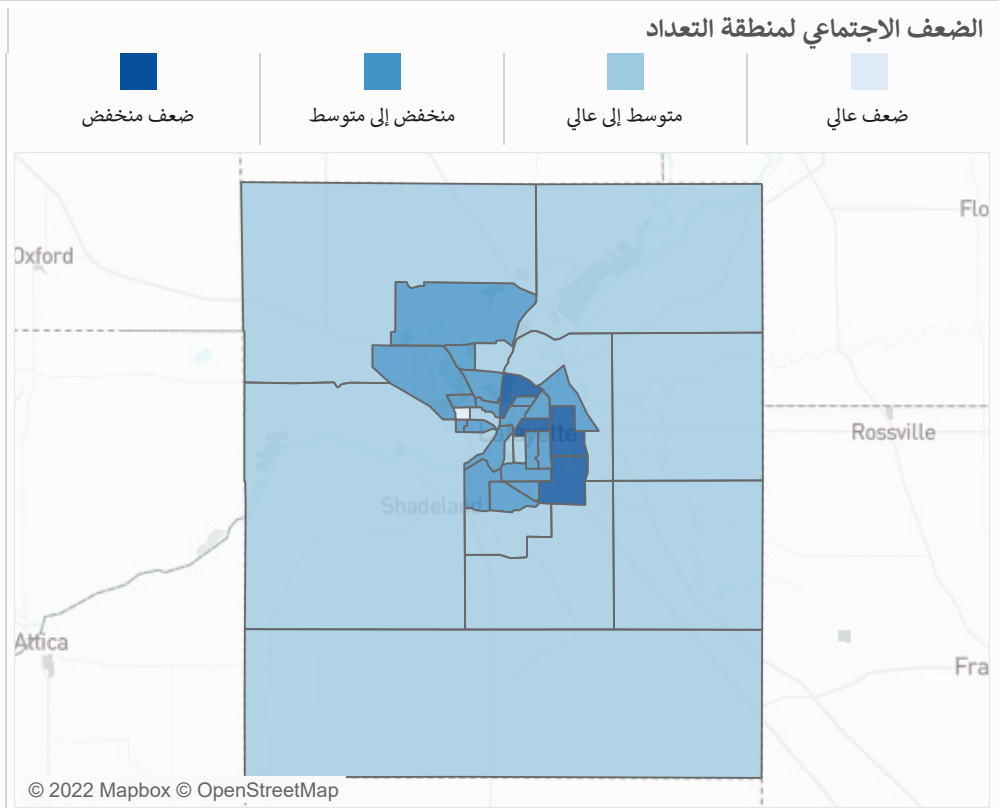 الضعف الاجتماعي لمنطقة التعداد
ضعف عالي
متوسط إلى عالي
منخفض إلى متوسط
ضعف منخفض
Flo
Oxford
Lafayette
Rossville
Shadeland
Attica
Fra
© 2022 Mapbox © OpenStreetMap